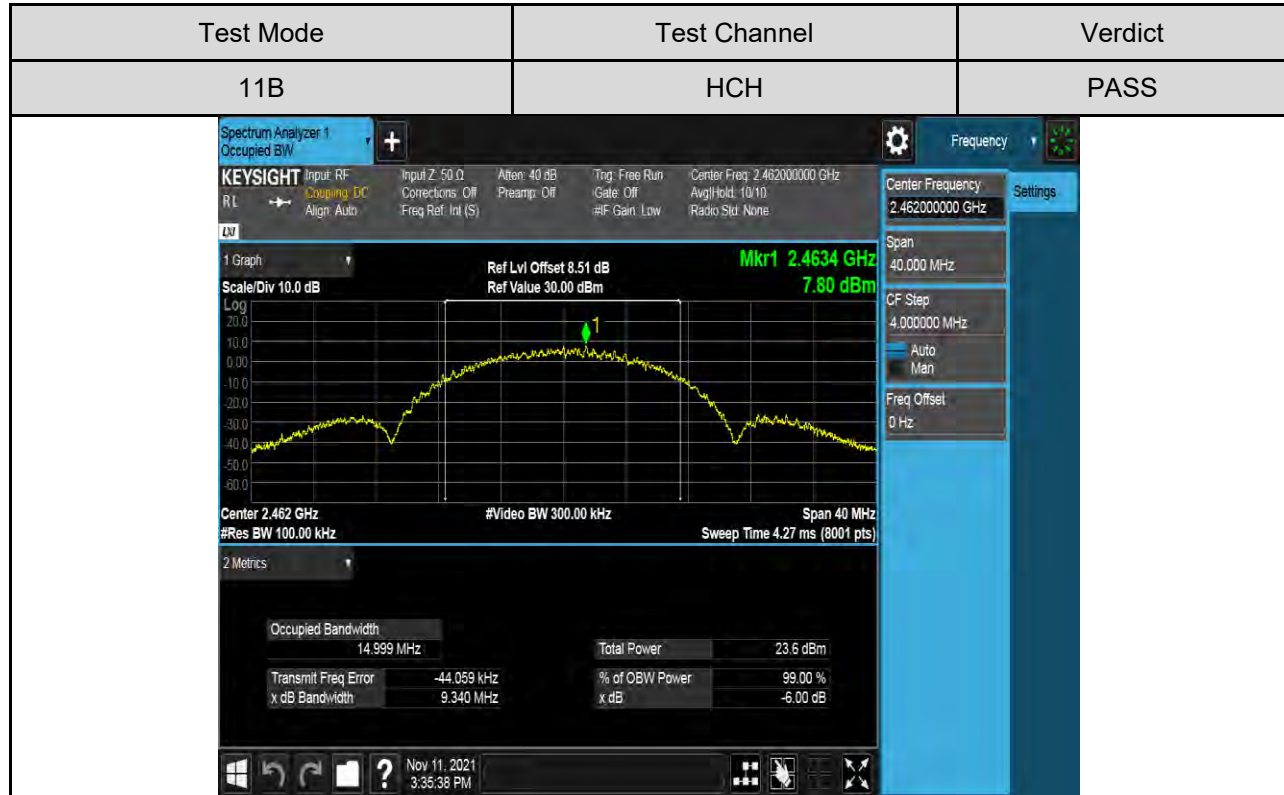 Test Mode Test Channel Verdict
11B HCH PASS
Spectrum Analyzer 1
Occupied BW
+
Frequency
KEYSIGHT Input: RF Input Z: 50 Ω Atten: 40 dB Trig: Free Run Center Freq: 2.462000000 GHz
RL Coupling: DC Corrections: Off Preamp: Off Gate: Off Avg|Hold: 10/10
Align: Auto Freq Ref: Int (S) #IF Gain: Low Radio Std: None
LXI
Center Frequency
2.462000000 GHz
Settings
Span
40.000 MHz
CF Step
4.000000 MHz
Auto
Man
Freq Offset
0 Hz
1 Graph
Scale/Div 10.0 dB
Ref Lvl Offset 8.51 dB
Ref Value 30.00 dBm
Mkr1 2.4634 GHz
7.80 dBm
Log
20.0
10.0
0.00
-10.0
-20.0
-30.0
-40.0
-50.0
-60.0
1
Center 2.462 GHz #Video BW 300.00 kHz Span 40 MHz
#Res BW 100.00 kHz Sweep Time 4.27 ms (8001 pts)
2 Metrics
Occupied Bandwidth
14.999 MHz
Total Power 23.6 dBm
Transmit Freq Error -44.059 kHz % of OBW Power 99.00 %
x dB Bandwidth 9.340 MHz x dB -6.00 dB
? Nov 11, 2021
3:35:38 PM